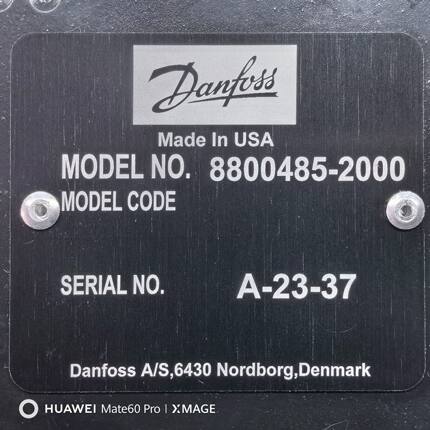 Danfoss
Made In USA
MODEL NO. 8800485-2000
MODEL CODE
SERIAL NO. A-23-37
Danfoss A/S,6430 Nordborg,Denmark
HUAWEI Mate60 Pro | XMAGE